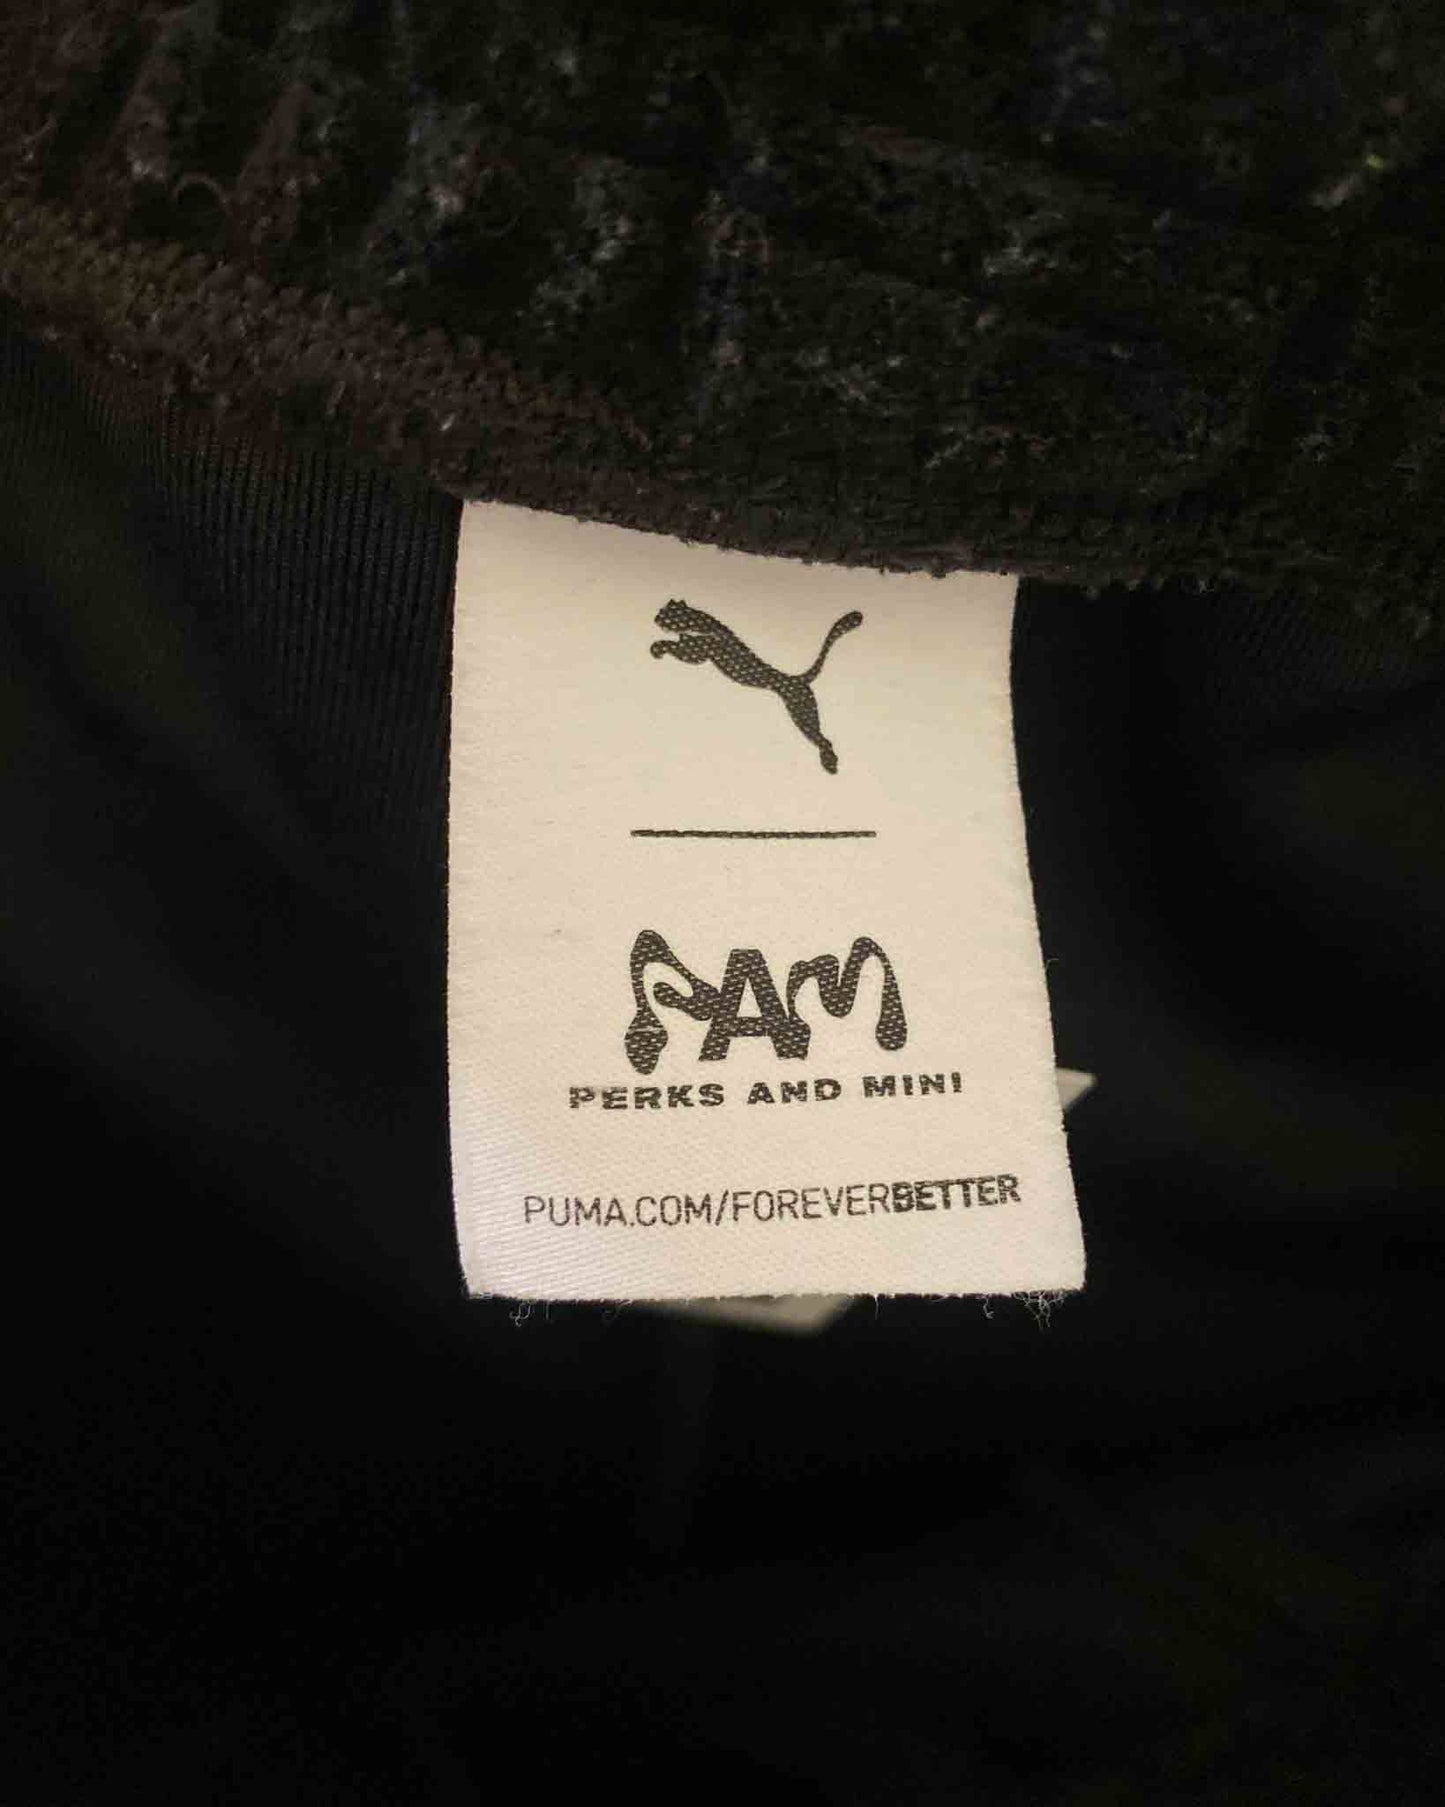 PAM
PERKS AND MINI
PUMA.COM/FOREVERBETTER